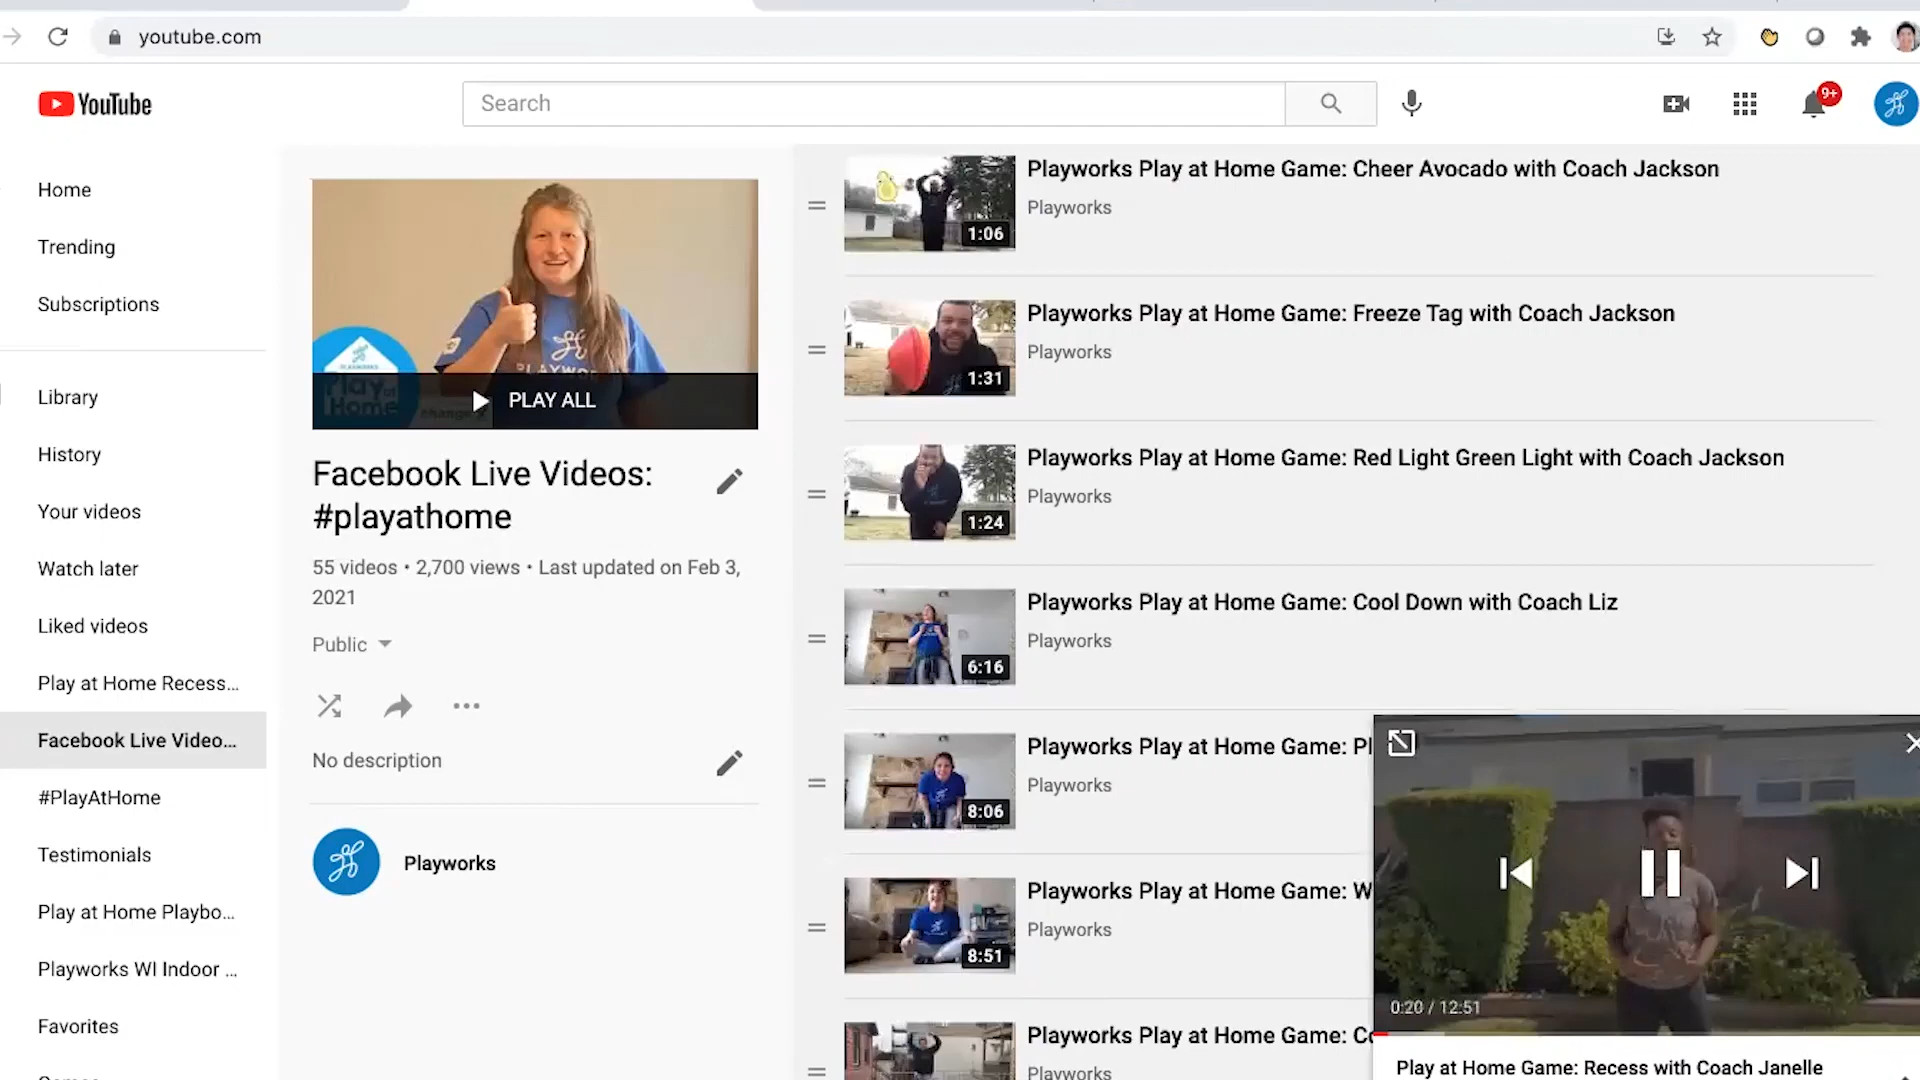 youtube.com
YouTube
Search
9+
Home
Trending
Subscriptions
Library
History
Your videos
Watch later
Liked videos
Play at Home Recess...
Facebook Live Video...
#PlayAtHome
Testimonials
Play at Home Playbo...
Playworks WI Indoor ...
Favorites
PLAYWORKS
Play at
Home
PLAY ALL
Facebook Live Videos:
#playathome
55 videos • 2,700 views • Last updated on Feb 3,
2021
Public
No description
Playworks
Playworks Play at Home Game: Cheer Avocado with Coach Jackson
Playworks
1:06
Playworks Play at Home Game: Freeze Tag with Coach Jackson
Playworks
1:31
Playworks Play at Home Game: Red Light Green Light with Coach Jackson
Playworks
1:24
Playworks Play at Home Game: Cool Down with Coach Liz
Playworks
6:16
Playworks Play at Home Game: Pl
Playworks
8:06
Playworks Play at Home Game: W
Playworks
8:51
Playworks Play at Home Game: Co
Playworks
0:20 / 12:51
Play at Home Game: Recess with Coach Janelle